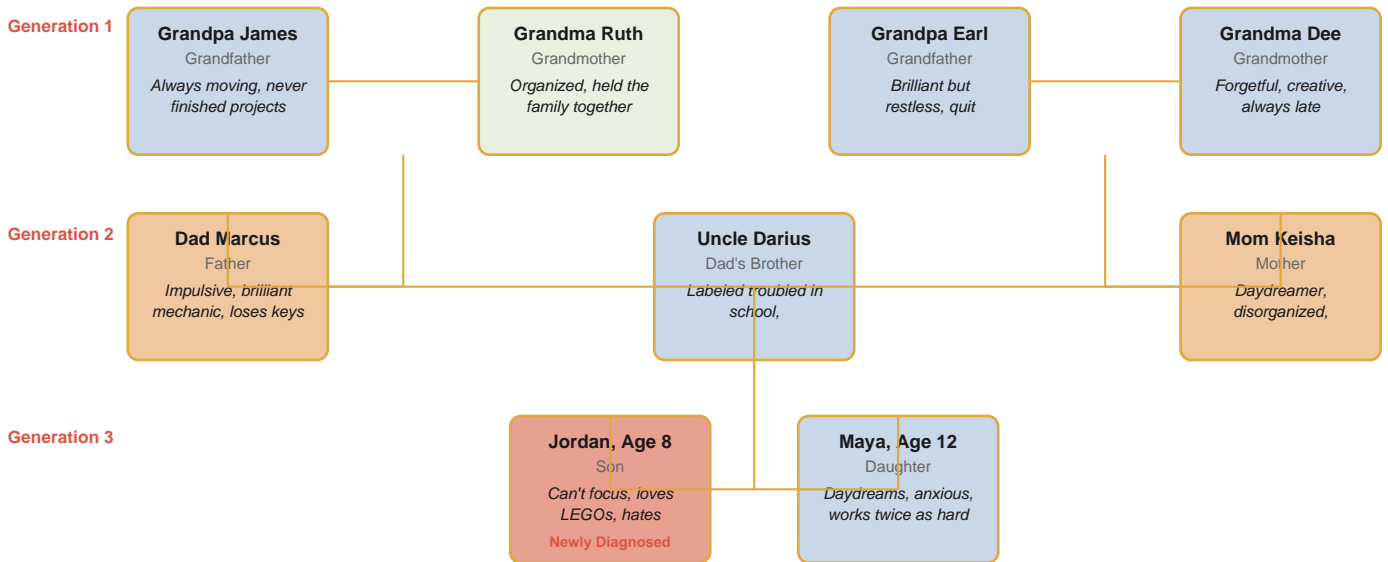 Generation 1
Grandpa James
Grandfather
Always moving, never
finished projects
Grandma Ruth
Grandmother
Organized, held the
family together
Grandpa Earl
Grandfather
Brilliant but
restless, quit
Grandma Dee
Grandmother
Forgetful, creative,
always late
Generation 2
Dad Marcus
Father
Impulsive, brilliant
mechanic, loses keys
Uncle Darius
Dad's Brother
Labeled troubled in
school,
Mom Keisha
Mother
Daydreamer,
disorganized,
Generation 3
Jordan, Age 8
Son
Can't focus, loves
LEGOs, hates
Newly Diagnosed
Maya, Age 12
Daughter
Daydreams, anxious,
works twice as hard